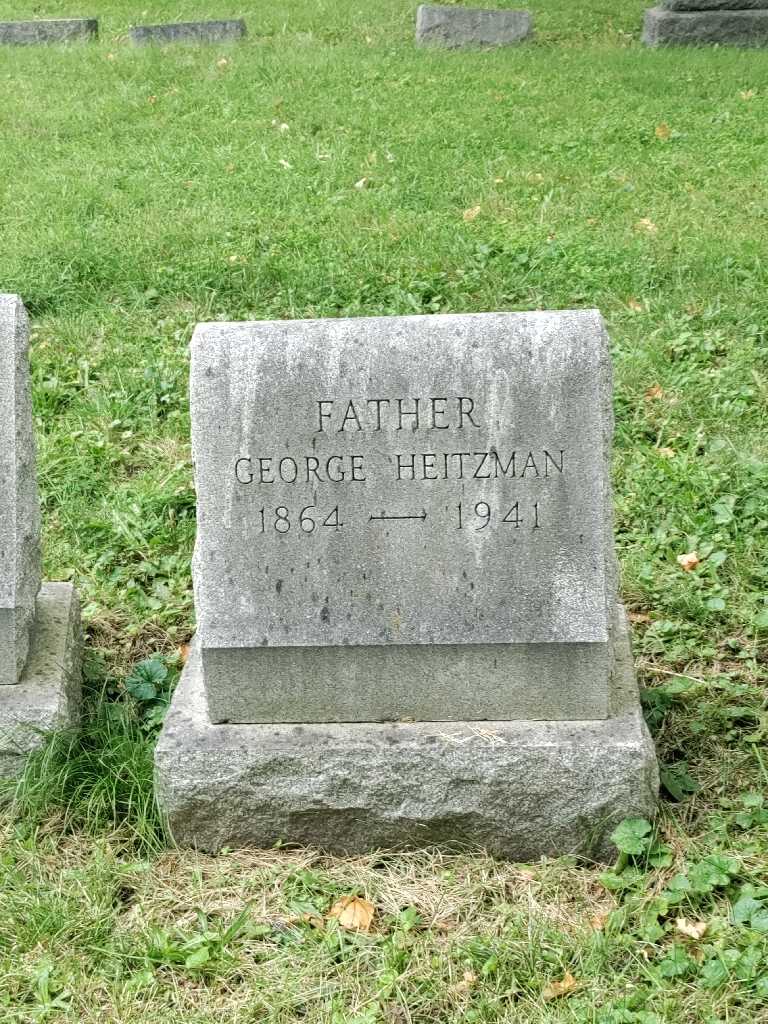 FATHER
GEORGE HEITZMAN
1864 — 1941